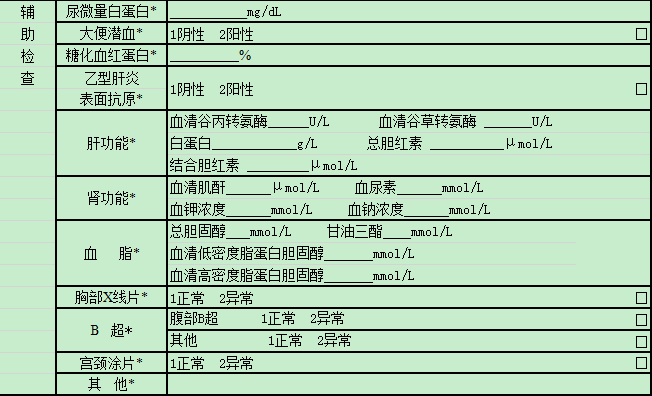 辅助检查
尿微量白蛋白* ___________mg/dL
大便潜血* 1阴性 2阳性 □
糖化血红蛋白* __________%
乙型肝炎
表面抗原* 1阴性 2阳性 □
肝功能*
血清谷丙转氨酶______U/L 血清谷草转氨酶 _______U/L
白蛋白____________g/L 总胆红素 ___________μmol/L
结合胆红素 _________μmol/L
肾功能*
血清肌酐______μmol/L 血尿素______mmol/L
血钾浓度______mmol/L 血钠浓度______mmol/L
血 脂*
总胆固醇___mmol/L 甘油三酯____mmol/L
血清低密度脂蛋白胆固醇_______mmol/L
血清高密度脂蛋白胆固醇_______mmol/L
胸部X线片* 1正常 2异常 □
B 超*
腹部B超 1正常 2异常 □
其他 1正常 2异常 □
宫颈涂片* 1正常 2异常 □
其 他*